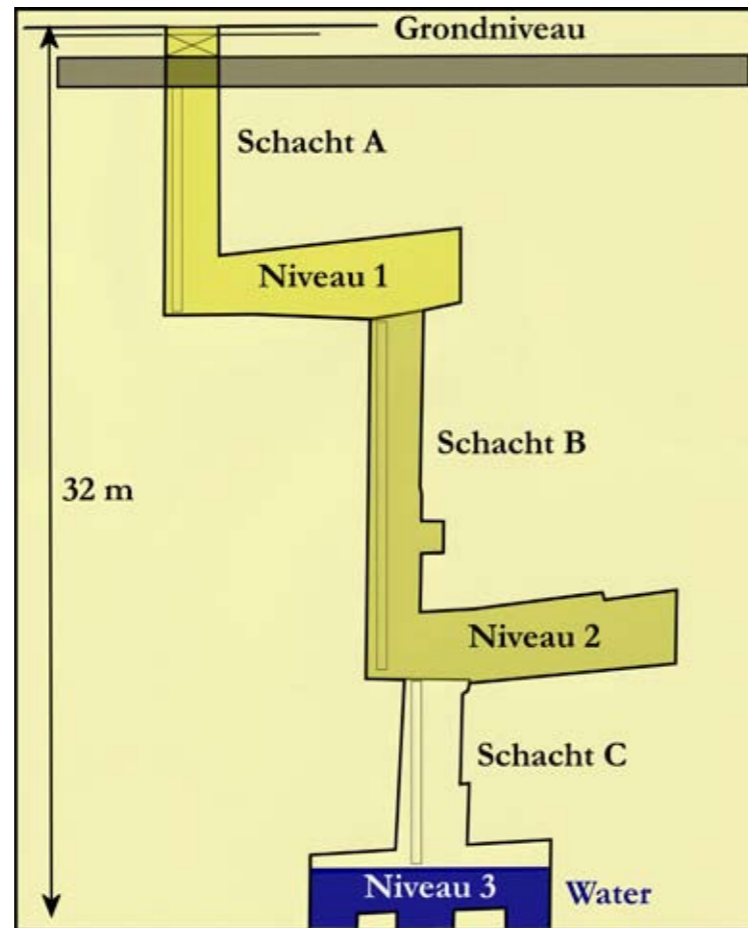 Grondniveau
Schacht A
Niveau 1
Schacht B
32 m
Niveau 2
Schacht C
Niveau 3
Water